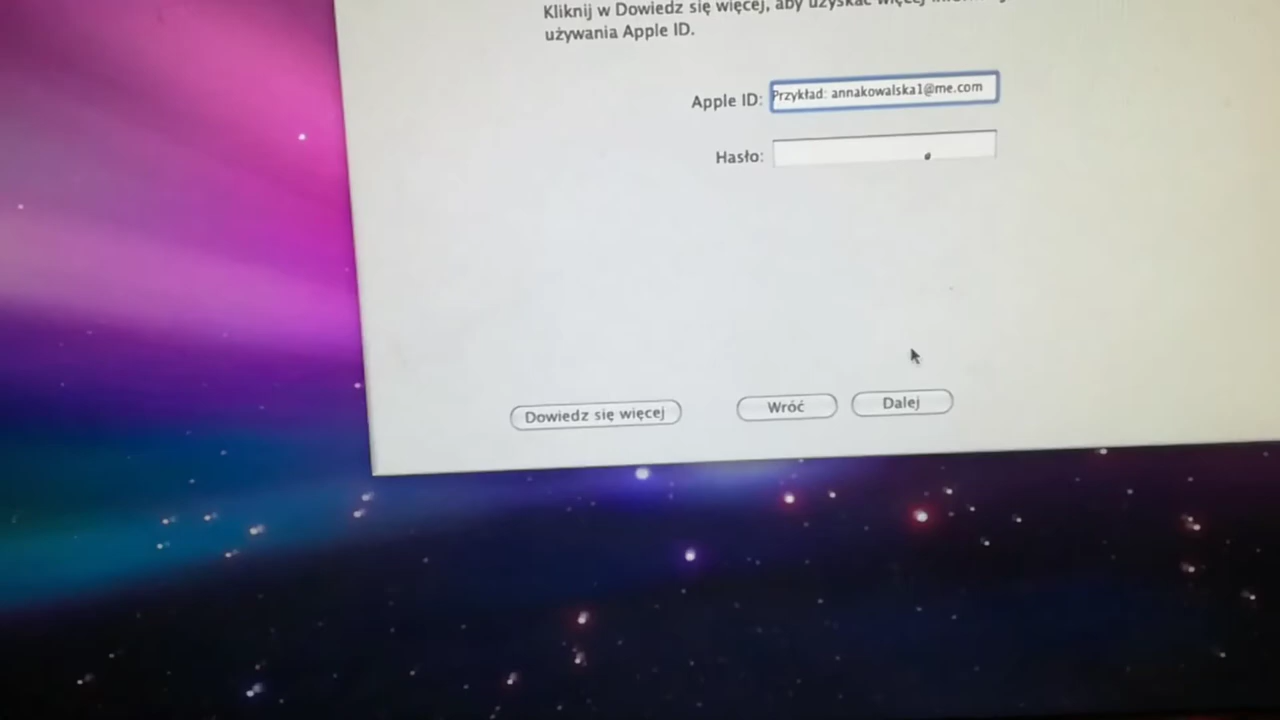 Kliknij w Dowiedz się więcej, aby uzyskać więcej
używania Apple ID.
Apple ID: Przykład: annakowalska1@me.com
Hasło:
Dowiedz się więcej Wróć Dalej